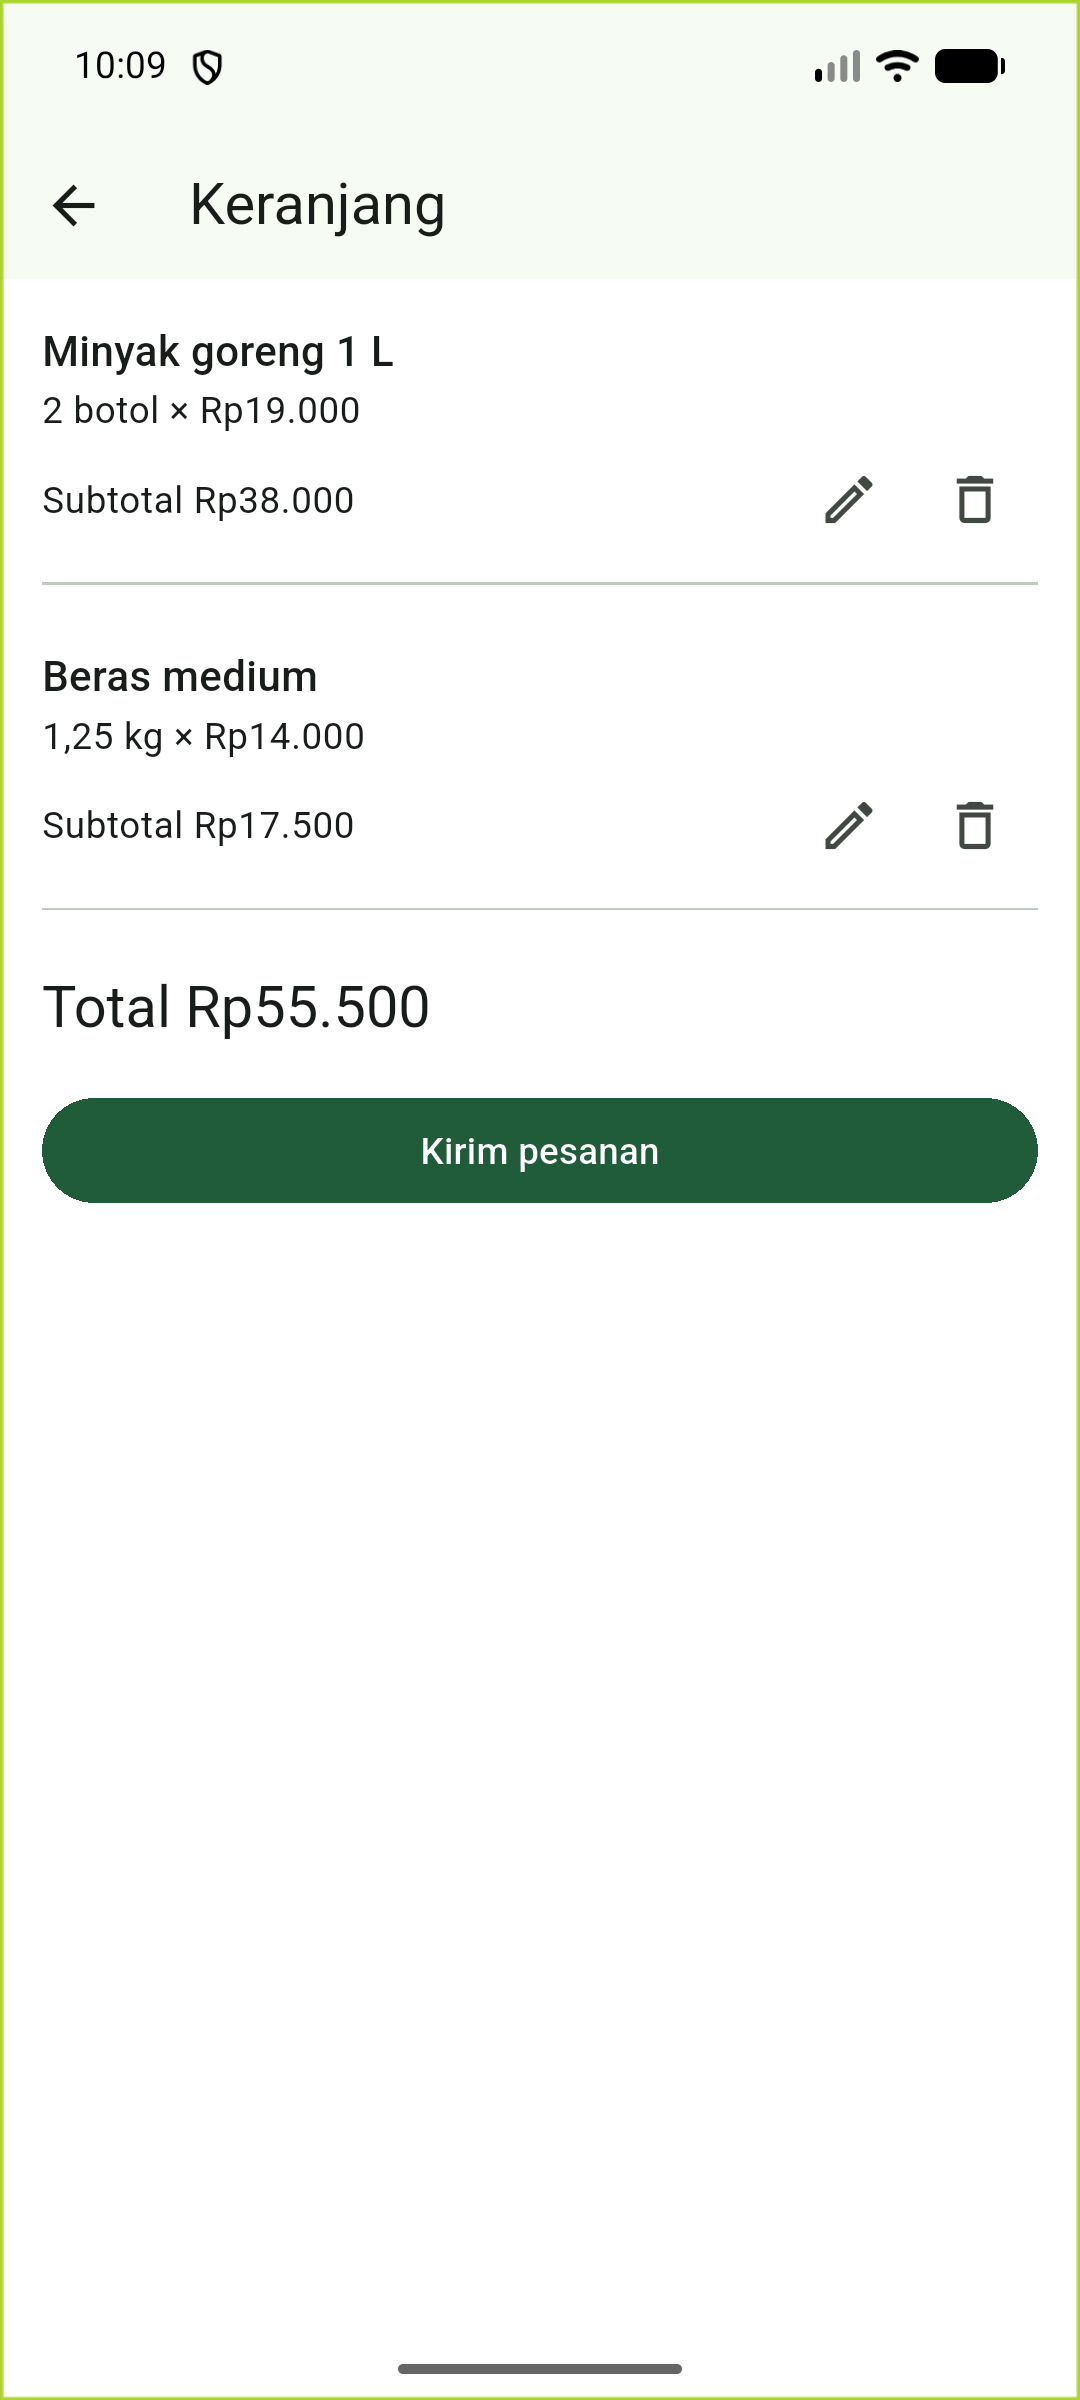 10:09
Keranjang
Minyak goreng 1 L
2 botol × Rp19.000
Subtotal Rp38.000
Beras medium
1,25 kg × Rp14.000
Subtotal Rp17.500
Total Rp55.500
Kirim pesanan